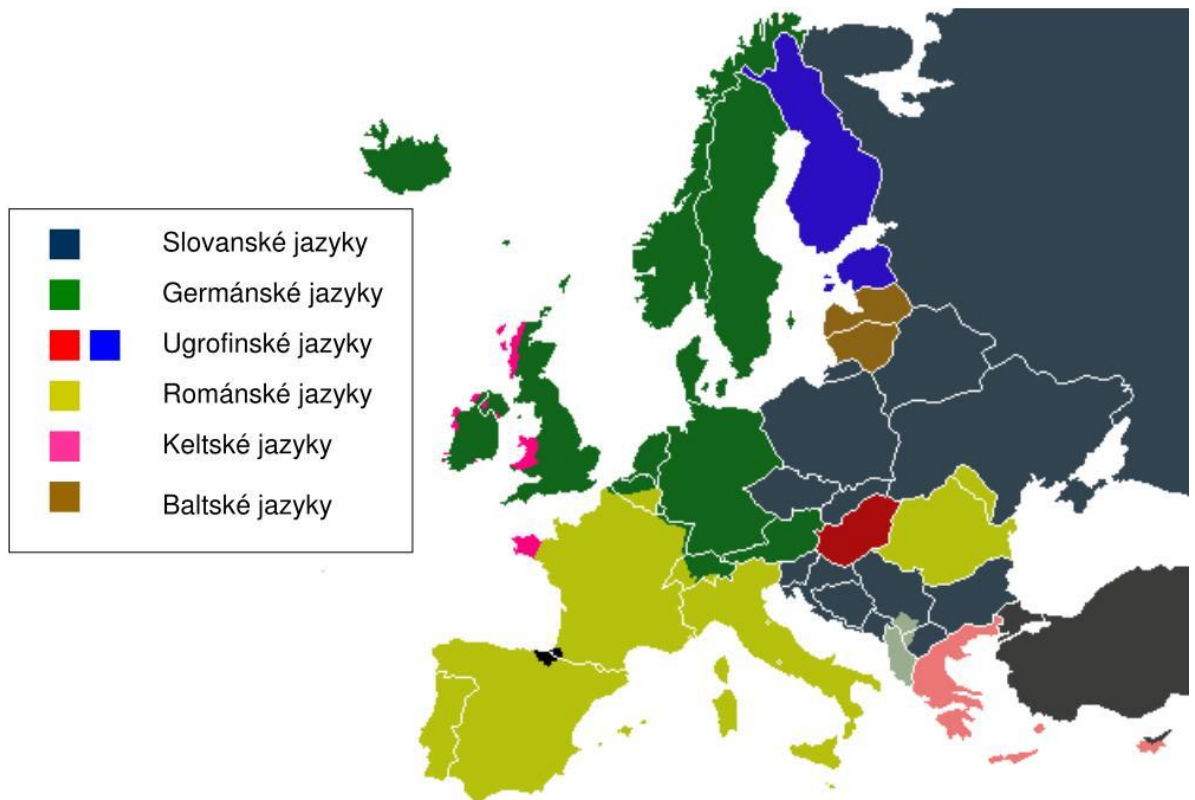 Slovanské jazyky
Germánské jazyky
Ugrofinské jazyky
Románské jazyky
Keltské jazyky
Baltské jazyky